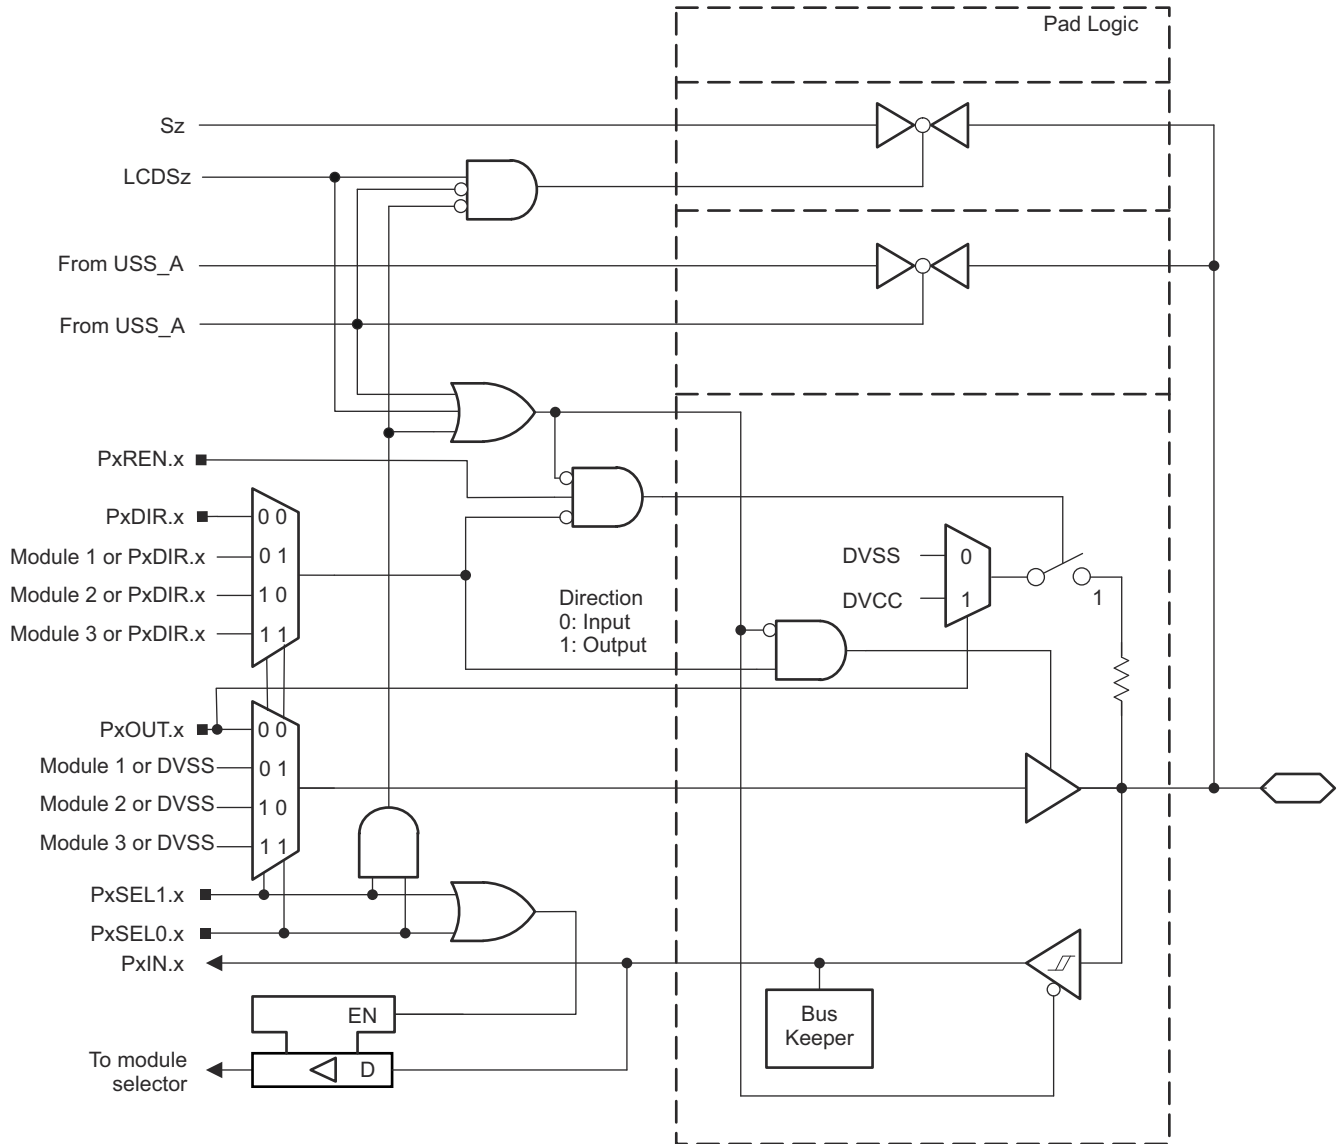 Pad Logic
Sz
LCDSz
From USS_A
From USS_A
PxREN.x
PxDIR.x
0 0
Module 1 or PxDIR.x
0 1
Module 2 or PxDIR.x
1 0
Module 3 or PxDIR.x
1 1
Direction
0: Input
1: Output
DVSS
0
DVCC
1
1
PxOUT.x
0 0
Module 1 or DVSS
0 1
Module 2 or DVSS
1 0
Module 3 or DVSS
1 1
PxSEL1.x
PxSEL0.x
PxIN.x
EN
Bus
Keeper
To module
selector
D